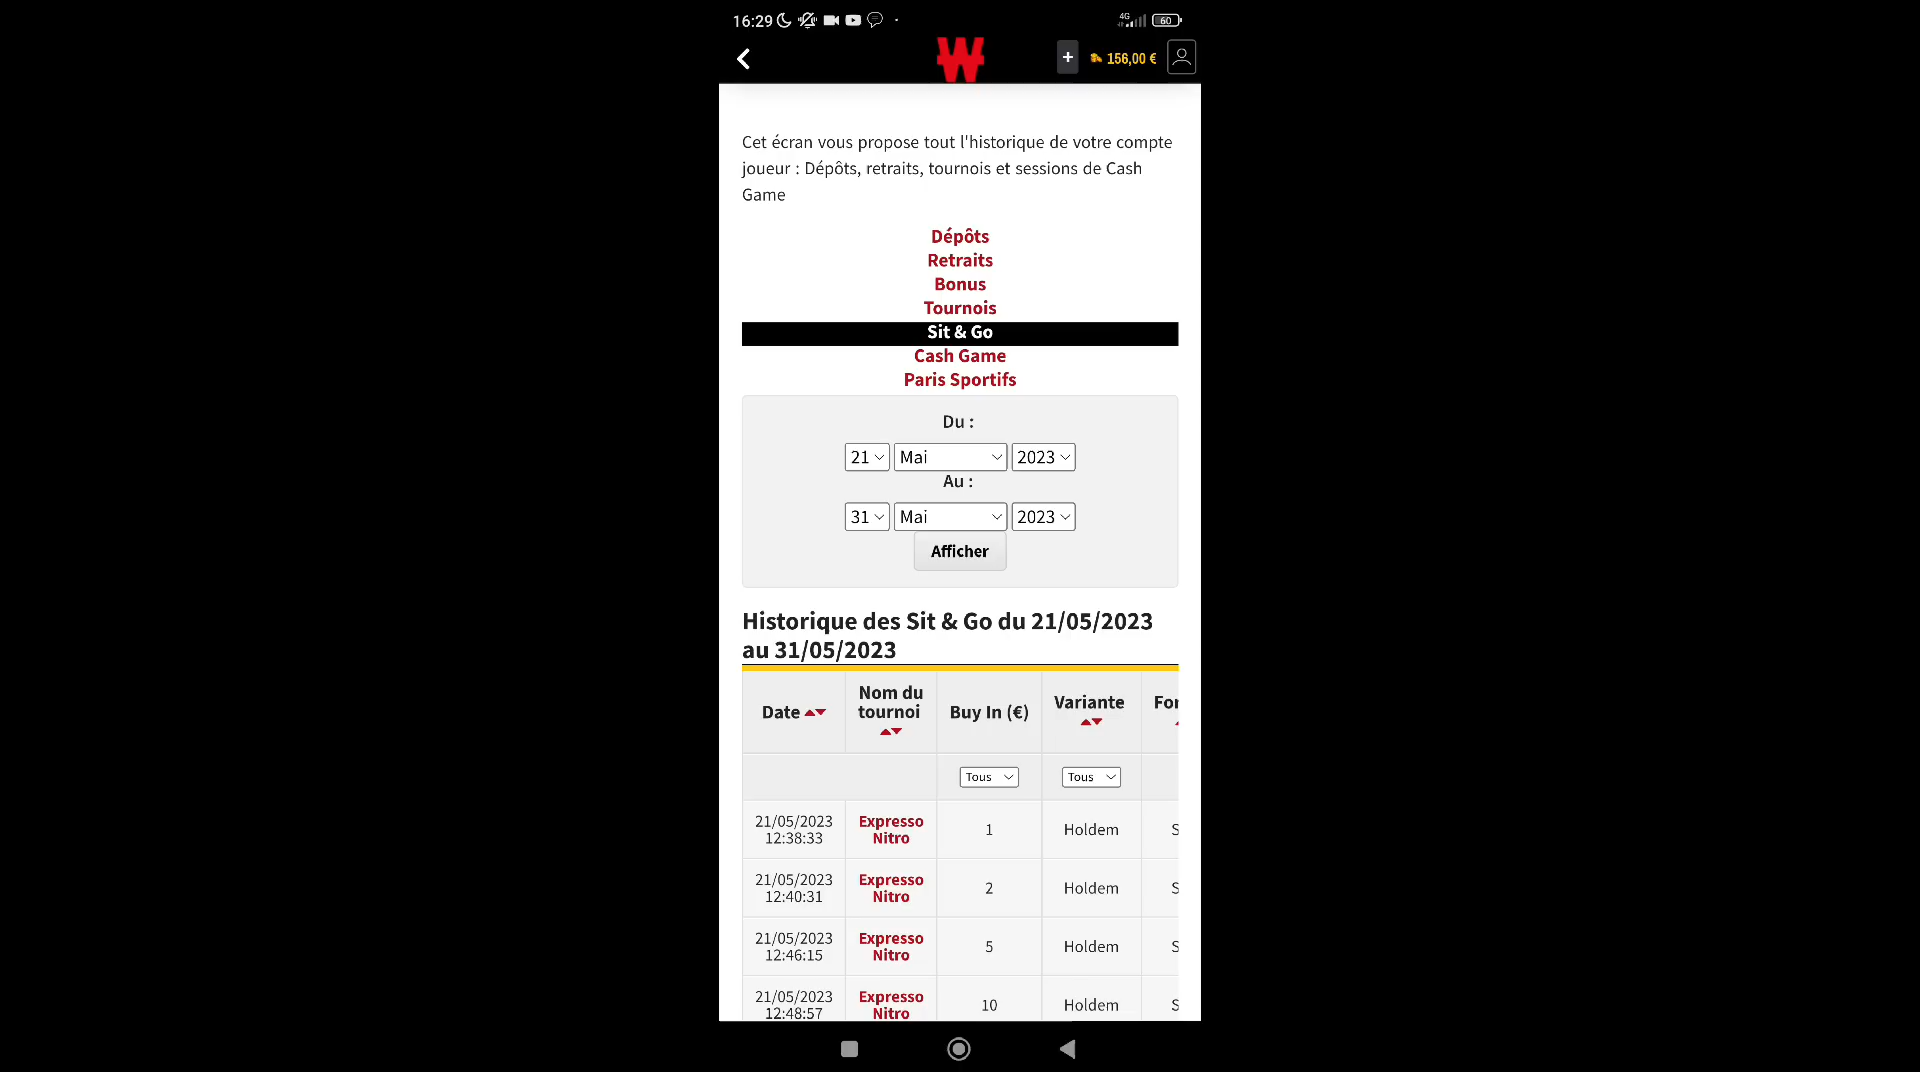 16:29
4G
60
W
+
156,00 €
Cet écran vous propose tout l'historique de votre compte
joueur : Dépôts, retraits, tournois et sessions de Cash
Game
Dépôts
Retraits
Bonus
Tournois
Sit & Go
Cash Game
Paris Sportifs
Du :
21 Mai 2023
Au :
31 Mai 2023
Afficher
Historique des Sit & Go du 21/05/2023
au 31/05/2023
Date
Nom du
tournoi
Buy In (€)
Variante
Tous
Tous
21/05/2023
12:38:33
Expresso
Nitro
1
Holdem
21/05/2023
12:40:31
Expresso
Nitro
2
Holdem
21/05/2023
12:46:15
Expresso
Nitro
5
Holdem
21/05/2023
12:48:57
Expresso
Nitro
10
Holdem